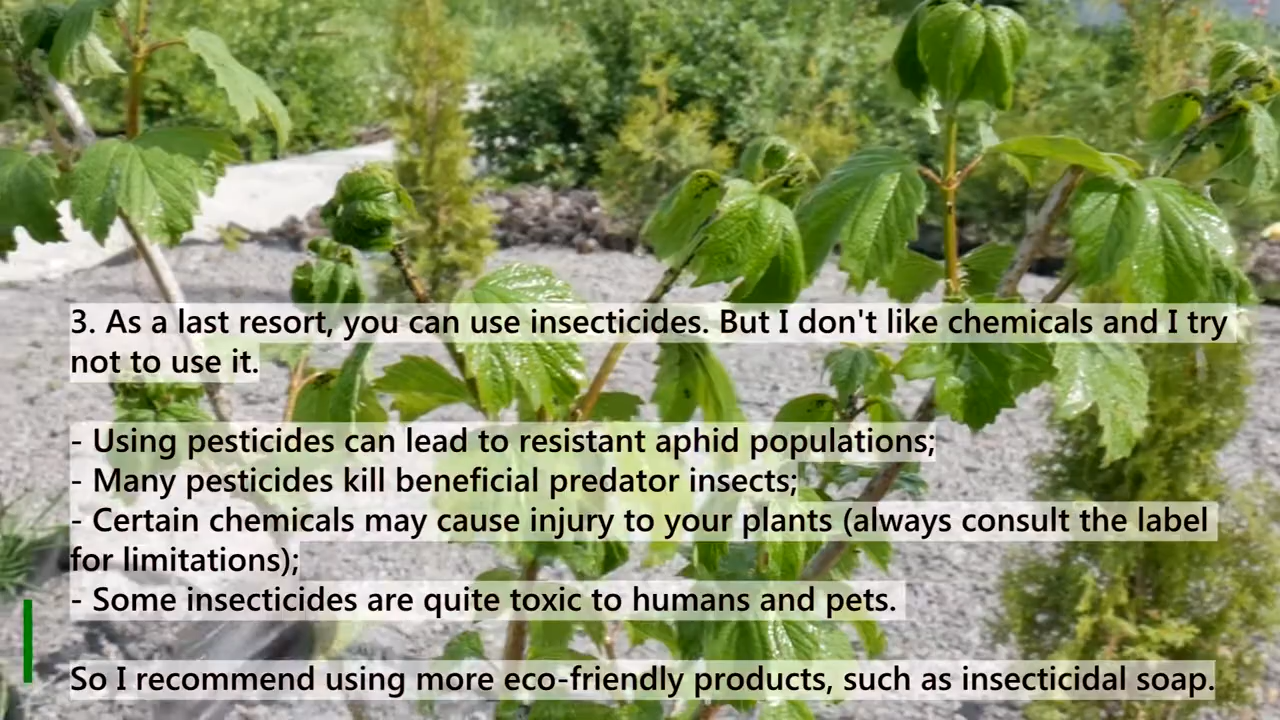 3. As a last resort, you can use insecticides. But I don't like chemicals and I try
not to use it.
- Using pesticides can lead to resistant aphid populations;
- Many pesticides kill beneficial predator insects;
- Certain chemicals may cause injury to your plants (always consult the label
for limitations);
- Some insecticides are quite toxic to humans and pets.
So I recommend using more eco-friendly products, such as insecticidal soap.